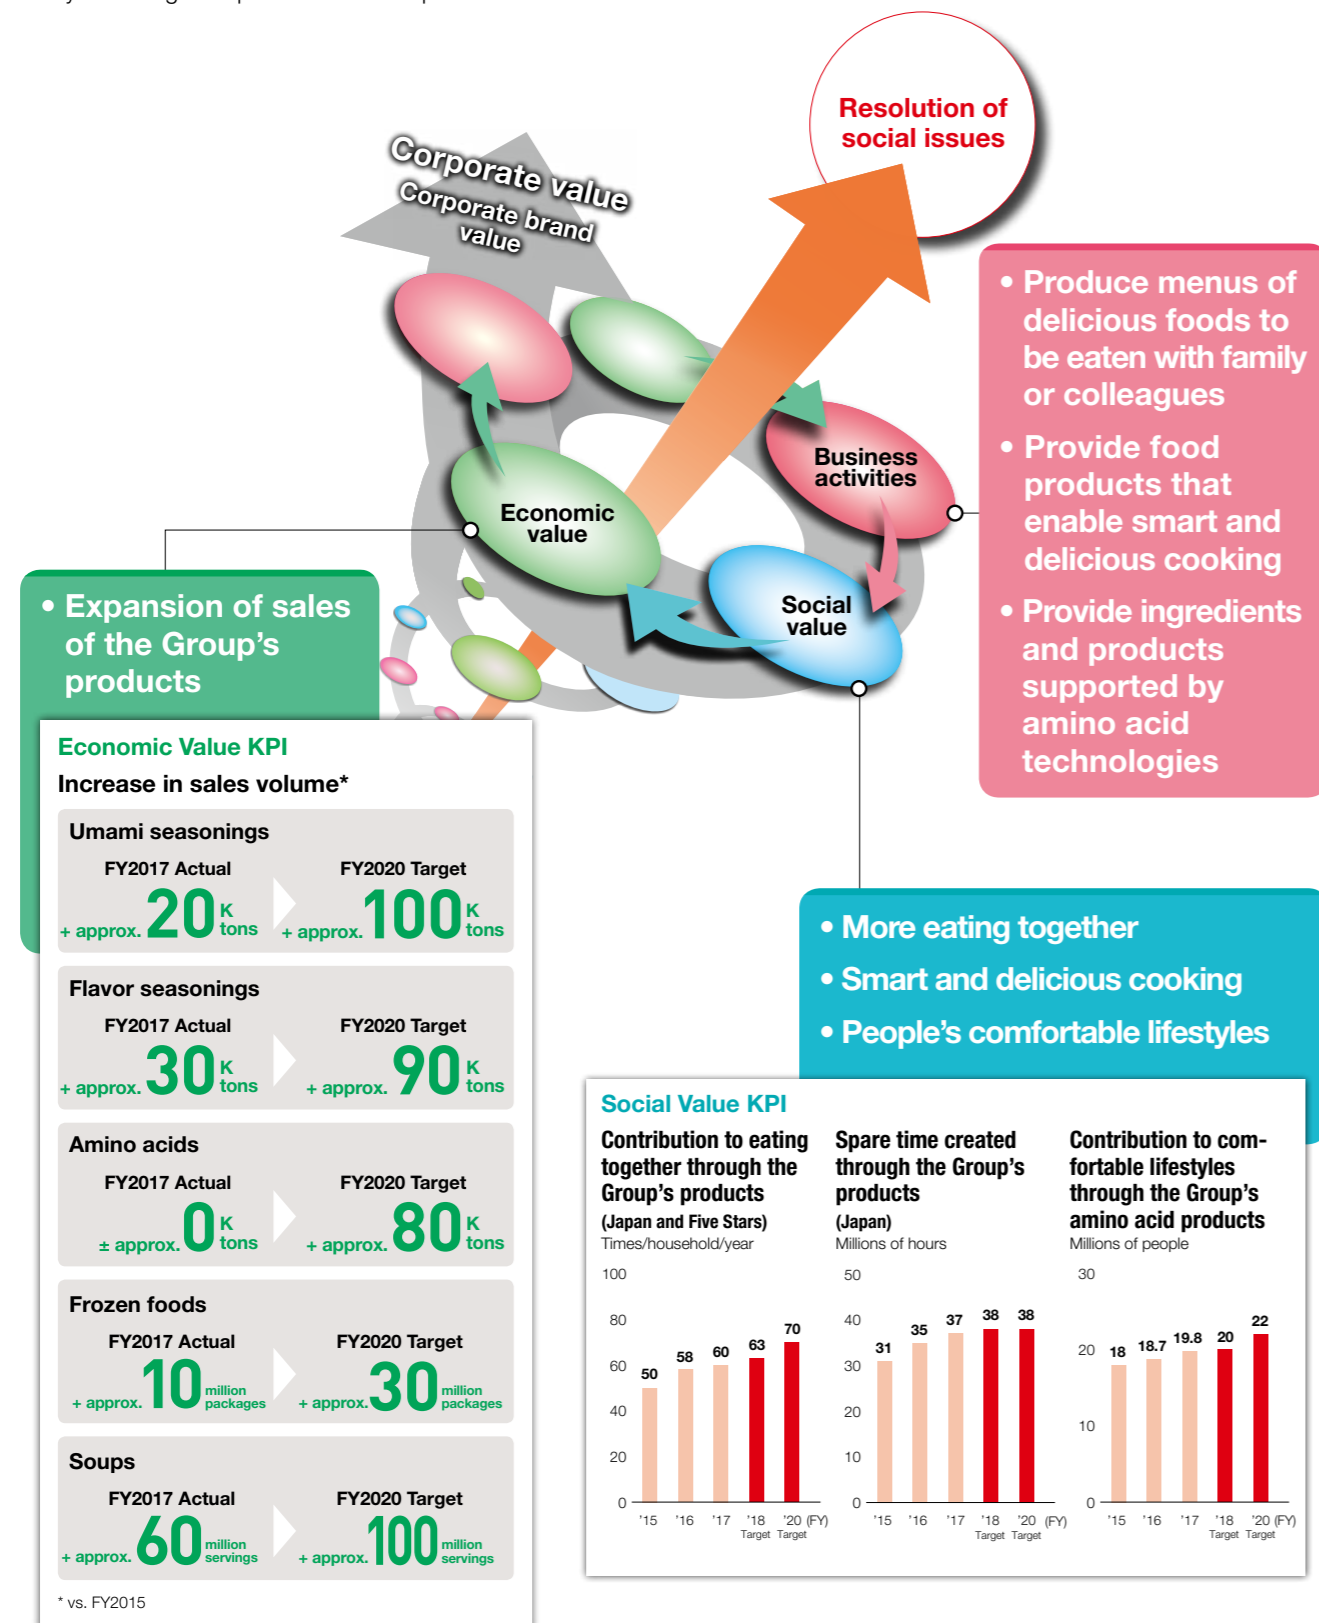 Resolution of
social issues
Corporate value
Corporate brand
value
Business
activities
Economic
value
Social
value
• Produce menus of
delicious foods to
be eaten with family
or colleagues
• Provide food
products that
enable smart and
delicious cooking
• Provide ingredients
and products
supported by
amino acid
technologies
• Expansion of sales
of the Group's
products
Economic Value KPI
Increase in sales volume*
Umami seasonings
FY2017 Actual
FY2020 Target
+ approx. 20 K tons
+ approx. 100 K tons
Flavor seasonings
FY2017 Actual
FY2020 Target
+ approx. 30 K tons
+ approx. 90 K tons
Amino acids
FY2017 Actual
FY2020 Target
± approx. 0 K tons
+ approx. 80 K tons
Frozen foods
FY2017 Actual
FY2020 Target
+ approx. 10 million packages
+ approx. 30 million packages
Soups
FY2017 Actual
FY2020 Target
+ approx. 60 million servings
+ approx. 100 million servings
* vs. FY2015
• More eating together
• Smart and delicious cooking
• People's comfortable lifestyles
Social Value KPI
Contribution to eating
together through the
Group's products
(Japan and Five Stars)
Times/household/year
100
80
60
40
20
0
50
58
60
63
70
'15 '16 '17 '18 '20 (FY)
Target Target
Spare time created
through the Group's
products
(Japan)
Millions of hours
50
40
30
20
10
0
31
35
37
38
38
'15 '16 '17 '18 '20 (FY)
Target Target
Contribution to com-
fortable lifestyles
through the Group's
amino acid products
Millions of people
30
20
10
0
18
18.7
19.8
20
22
'15 '16 '17 '18 '20 (FY)
Target Target